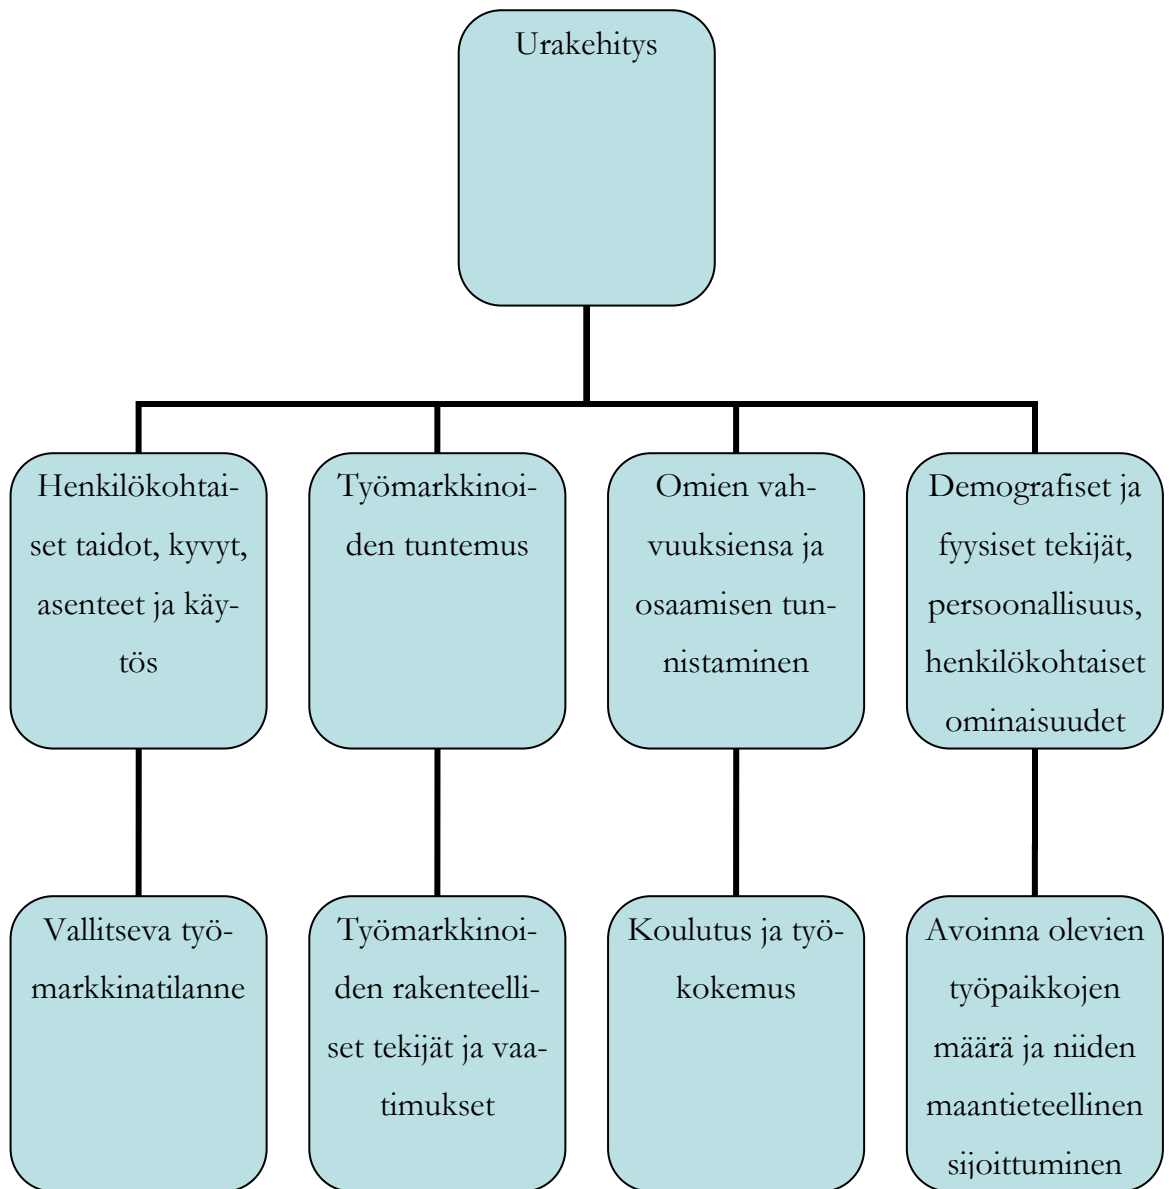 Urakehitys
Henkilökohtai-
set taidot, kyvyt,
asenteet ja käy-
tös
Työmarkkinoi-
den tuntemus
Omien vah-
vuuksiensa ja
osaamisen tun-
nistaminen
Demografiset ja
fyysiset tekijät,
persoonallisuus,
henkilökohtaiset
ominaisuudet
Vallitseva työ-
markkinatilanne
Työmarkkinoi-
den rakenteelli-
set tekijät ja vaa-
timukset
Koulutus ja työ-
kokemus
Avoinna olevien
työpaikkojen
määrä ja niiden
maantieteellinen
sijoittuminen